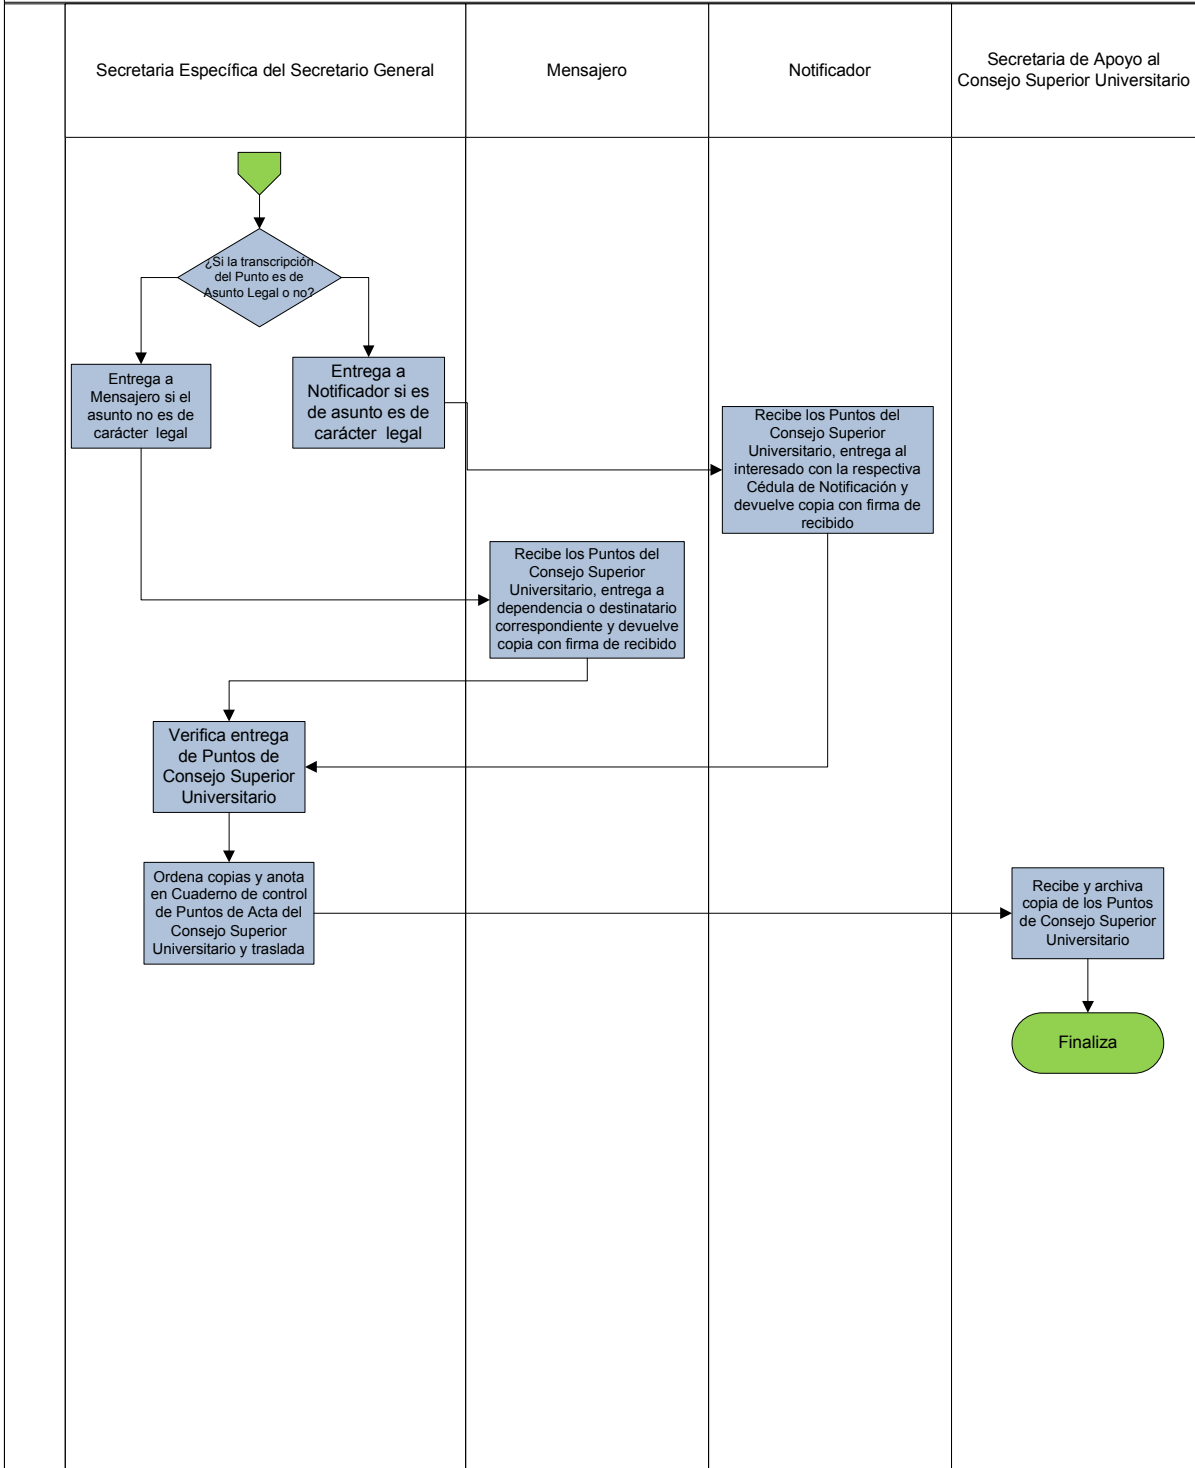 Secretaria Específica del Secretario General
Mensajero
Notificador
Secretaria de Apoyo al
Consejo Superior Universitario
¿Si la transcripción
del Punto es de
Asunto Legal o no?
Entrega a
Mensajero si el
asunto no es de
carácter legal
Entrega a
Notificador si es
de asunto es de
carácter legal
Recibe los Puntos del
Consejo Superior
Universitario, entrega al
interesado con la respectiva
Cédula de Notificación y
devuelve copia con firma de
recibido
Recibe los Puntos del
Consejo Superior
Universitario, entrega a
dependencia o destinatario
correspondiente y devuelve
copia con firma de recibido
Verifica entrega
de Puntos de
Consejo Superior
Universitario
Ordena copias y anota
en Cuaderno de control
de Puntos de Acta del
Consejo Superior
Universitario y traslada
Recibe y archiva
copia de los Puntos
de Consejo Superior
Universitario
Finaliza